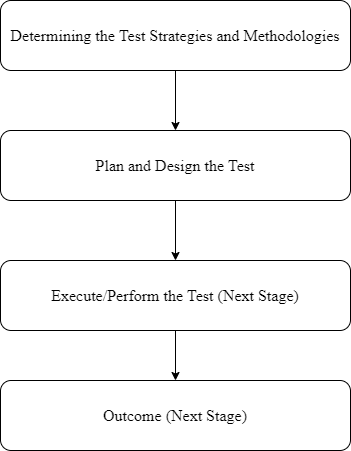 Determining the Test Strategies and Methodologies
Plan and Design the Test
Execute/Perform the Test (Next Stage)
Outcome (Next Stage)